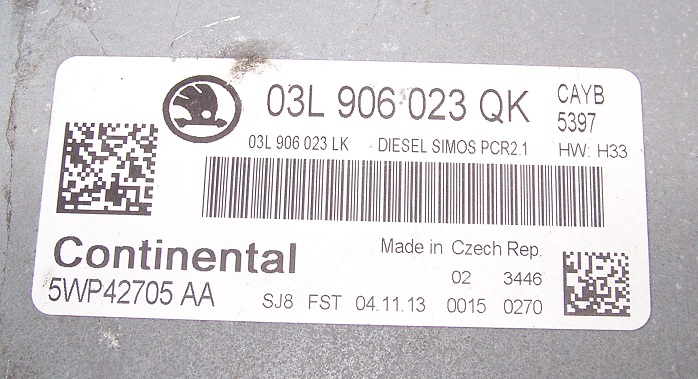 03L 906 023 QK CAYB
5397
03L 906 023 LK DIESEL SIMOS PCR2.1 HW: H33
Continental Made in Czech Rep.
02 3446
5WP42705 AA SJ8 FST 04.11.13 0015 0270